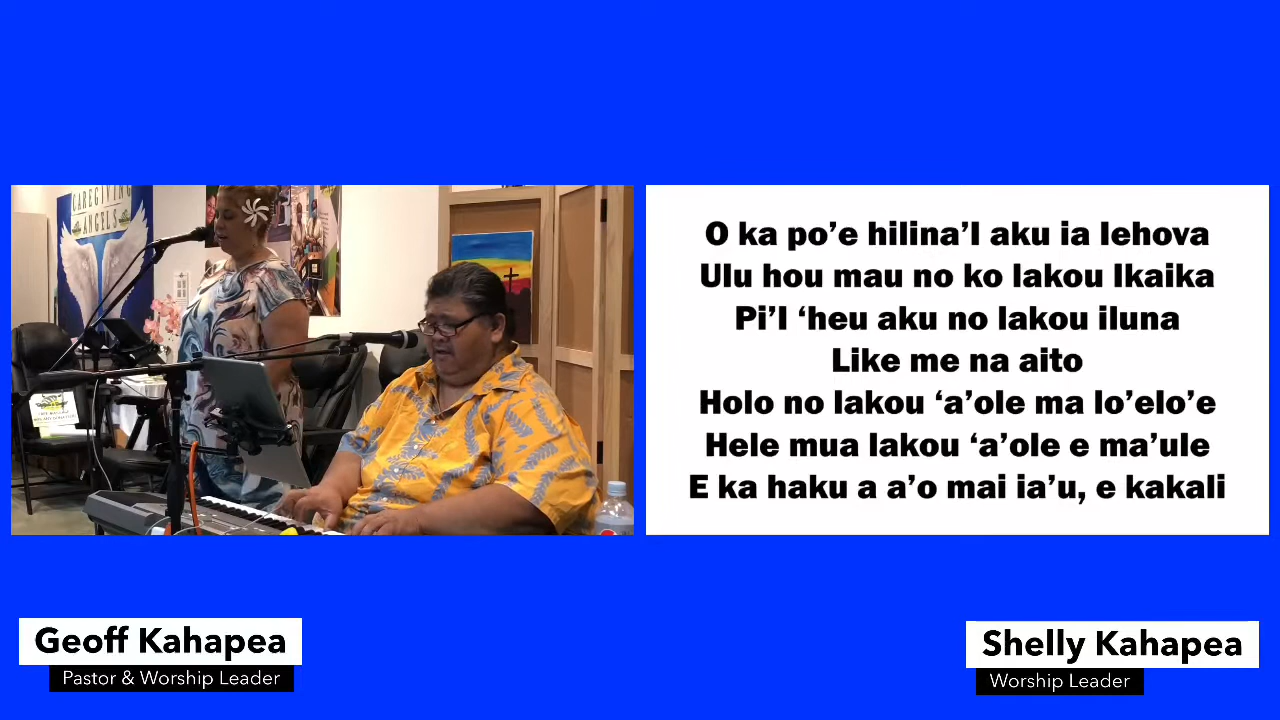 CAREGIVING
ANGELS
O ka po’e hilina’I aku ia Iehova
Ulu hou mau no ko lakou Ikaika
Pi’I ‘heu aku no lakou iluna
Like me na aito
Holo no lakou ‘a’ole ma lo’elo’e
Hele mua lakou ‘a’ole e ma’ule
E ka haku a a’o mai ia’u, e kakali
Geoff Kahapea
Pastor & Worship Leader
Shelly Kahapea
Worship Leader